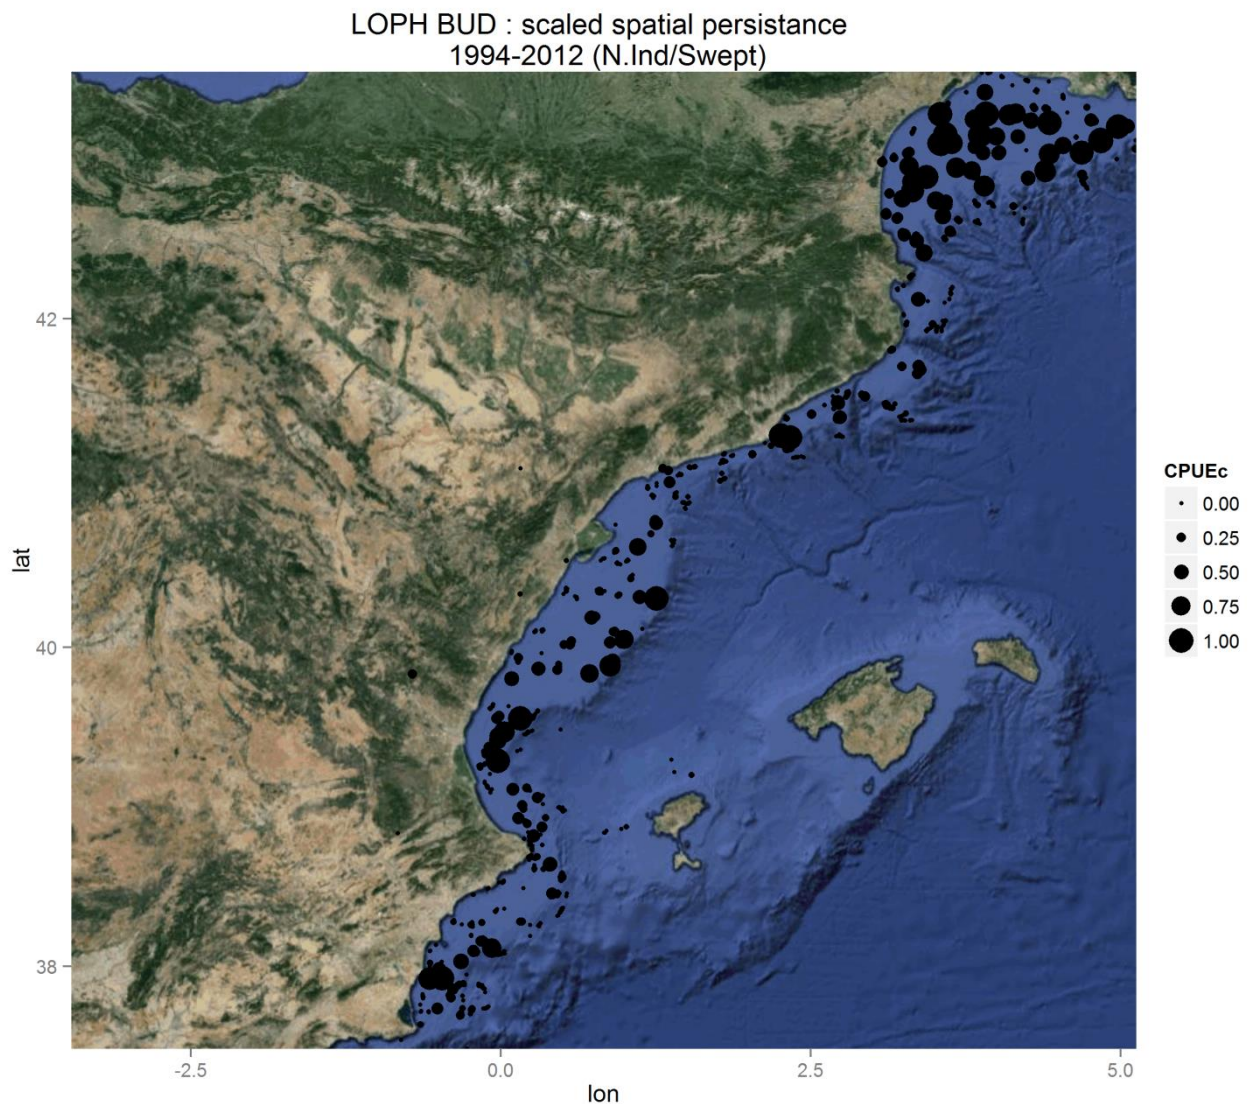 LOPH BUD : scaled spatial persistance
1994-2012 (N.Ind/Swept)
lat
42
40
38
-2.5
0.0
2.5
5.0
lon
CPUEc
0.00
0.25
0.50
0.75
1.00